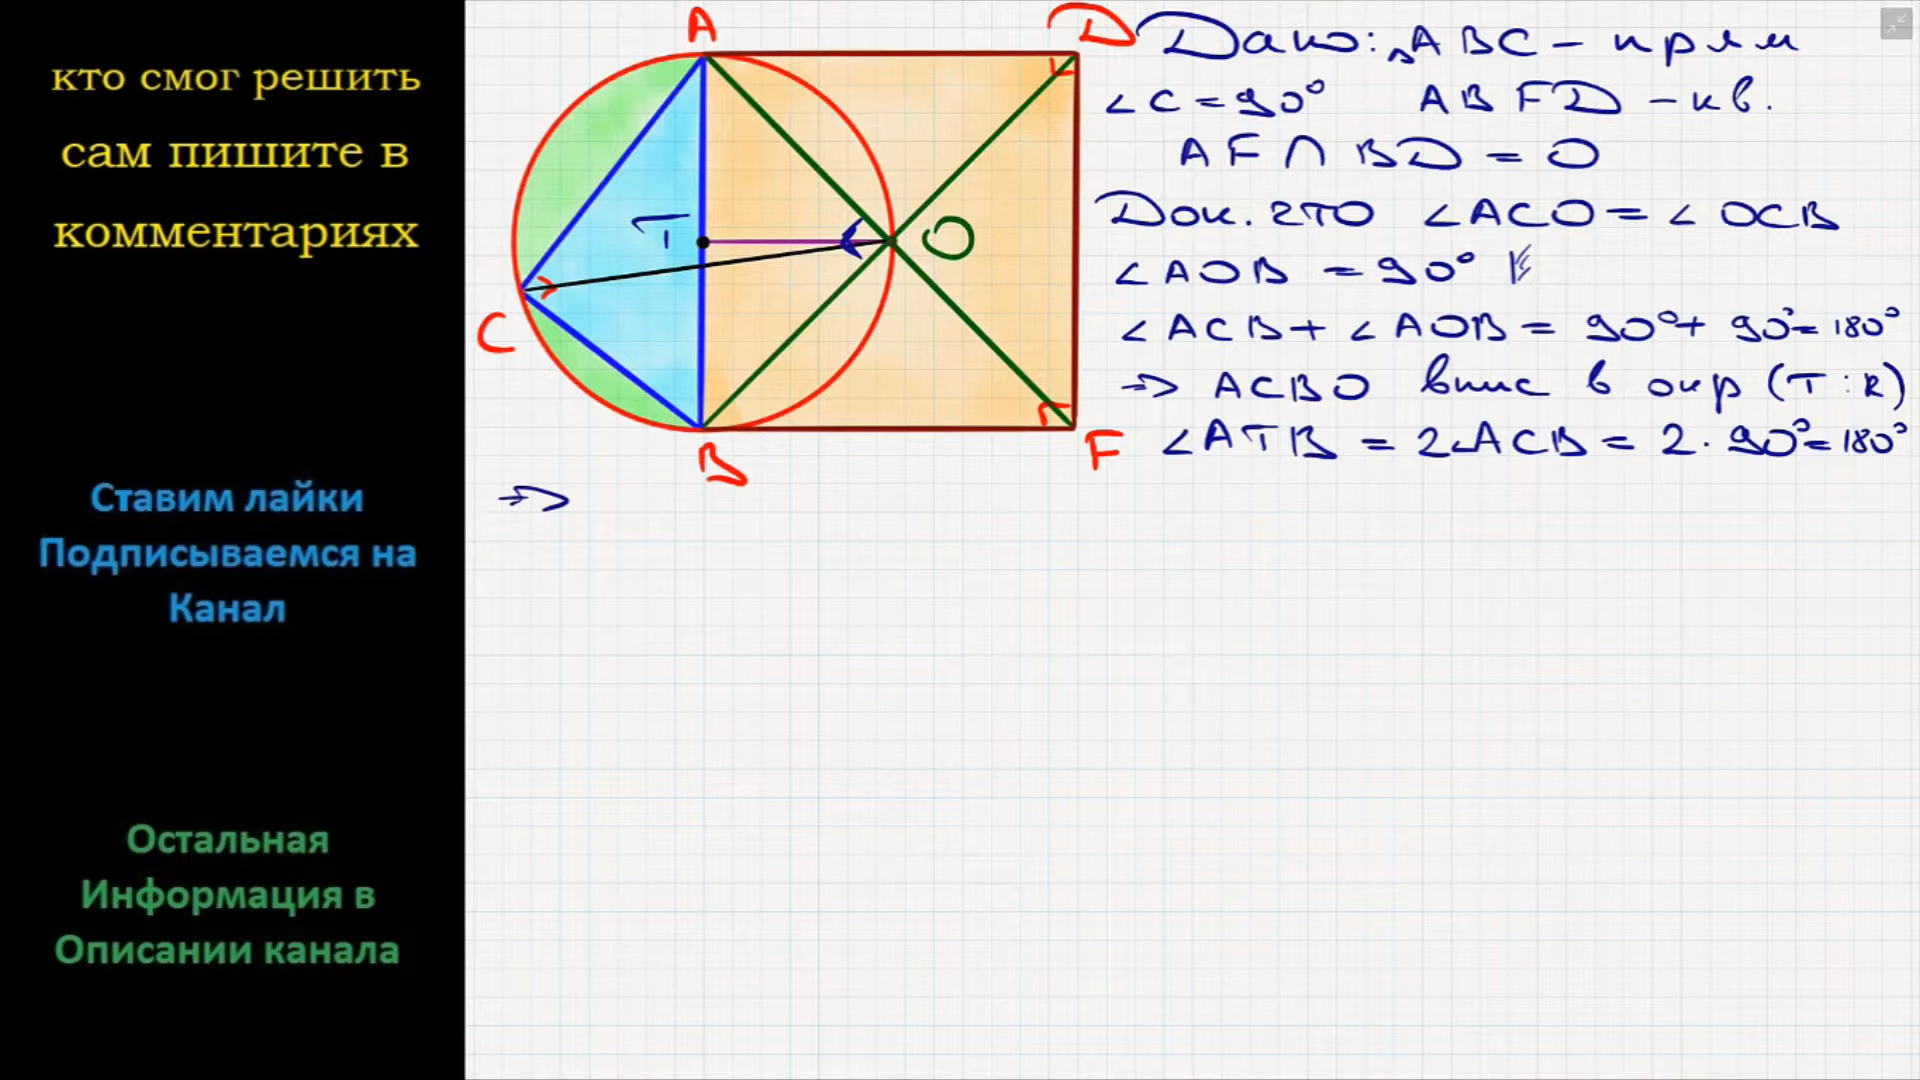 кто смог решить
сам пишите в
комментариях
Ставим лайки
Подписываемся на
Канал
Остальная
Информация в
Описании канала
A
D
T
O
C
B
F
Дано: △ABC - прям
∠C = 90° ABFD - кв.
AF ∩ BD = O
Док. что ∠ACO = ∠OCB
∠AOB = 90°
∠ACB + ∠AOB = 90° + 90° = 180°
→ ACBO впис в окр (T; R)
∠ATB = 2∠ACB = 2 · 90° = 180°
⇒